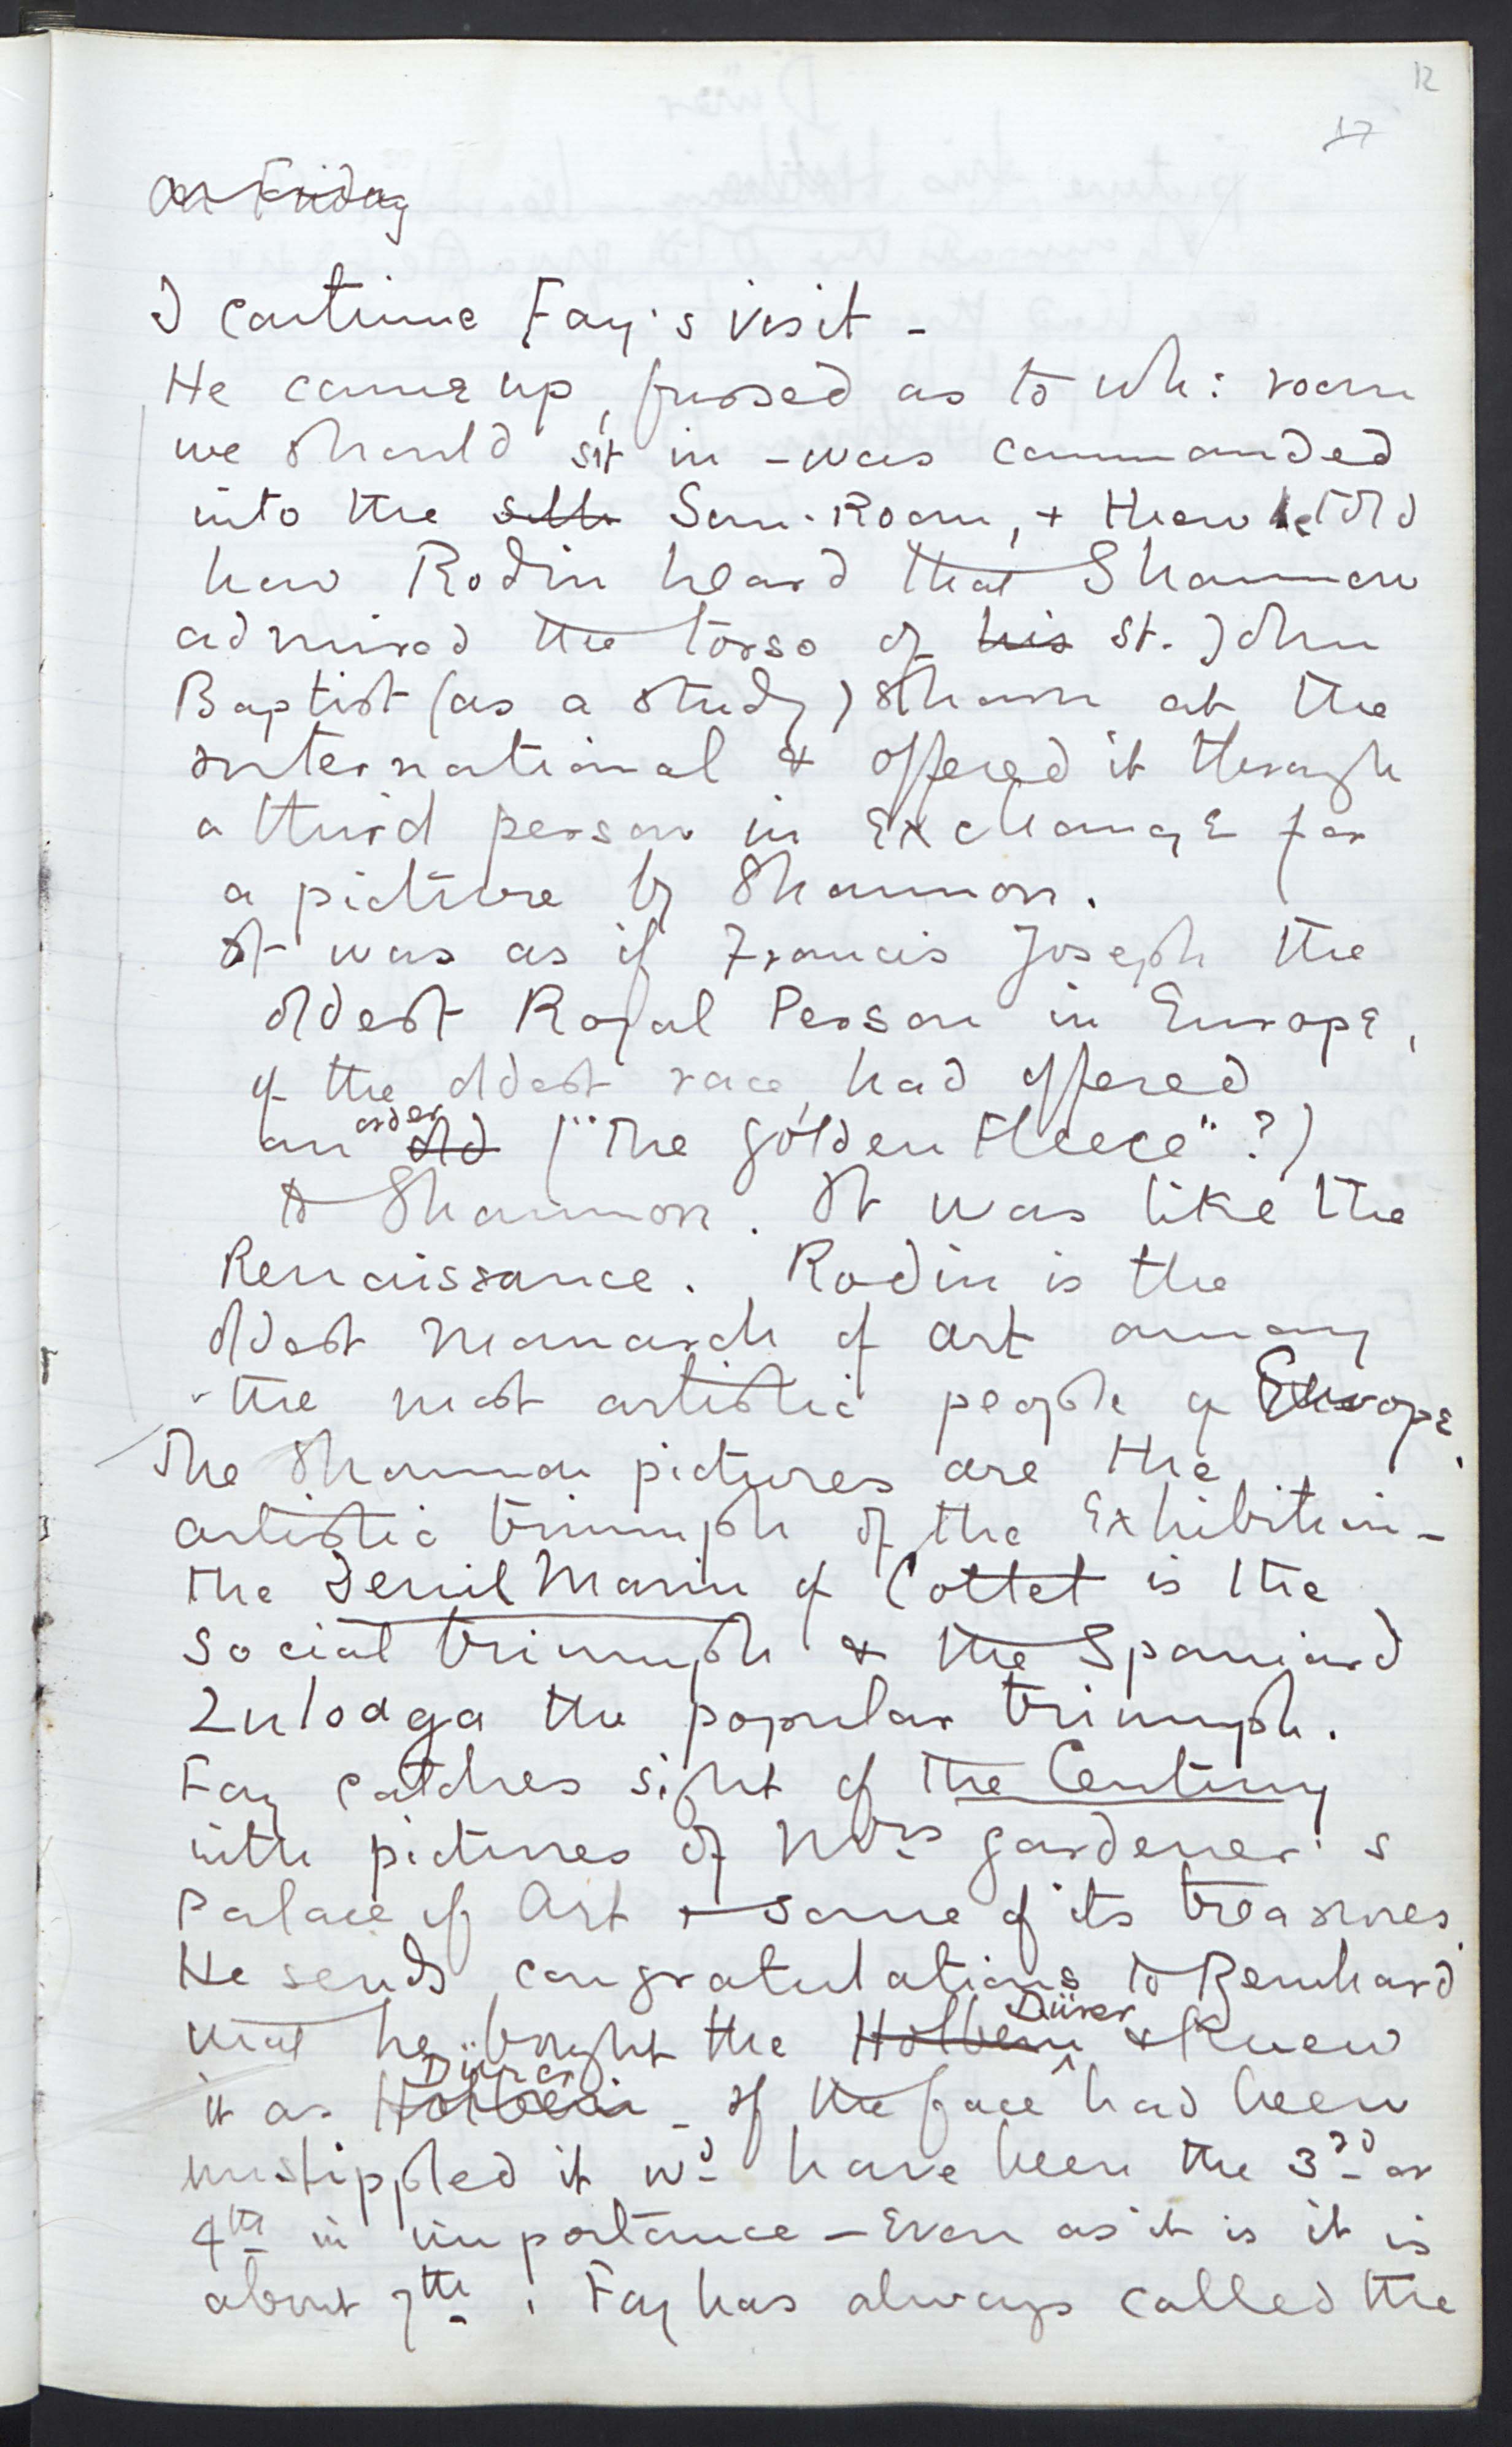 12
17
On Friday
I continue Fay's visit -
He came up, fussed as to wh: room
we should sit in - was commanded
into the Sun-Room, + then he told
how Rodin heard that Shannon
admired the torso of his St. John
Baptist (as a study) shown at the
International & offered it through
a third person in exchange for
a picture by Shannon.
It was as if Francis Joseph the
oldest Royal Person in Europe,
of the oldest race, had offered
an order old ("The Golden Fleece"?)
to Shannon. It was like the
Renaissance. Rodin is the
oldest monarch of art among
the most artistic people of Europe.
The Shannon pictures are the
artistic triumph of the Exhibition -
the Deuil Marin of Cottet is the
social triumph & the Spaniard
Zuloaga the popular triumph.
Fay catches sight of The Century
with pictures of Mrs Gardener's
Palace of Art & some of its treasures.
He sends congratulations to Bernhard
that he bought the Holbein Dürer & knew
it as Holbein Dürer - If the face had been
unstippled it wd have been the 3rd or
4th in importance - Even as it is it is
about 7th. Fay has always called the